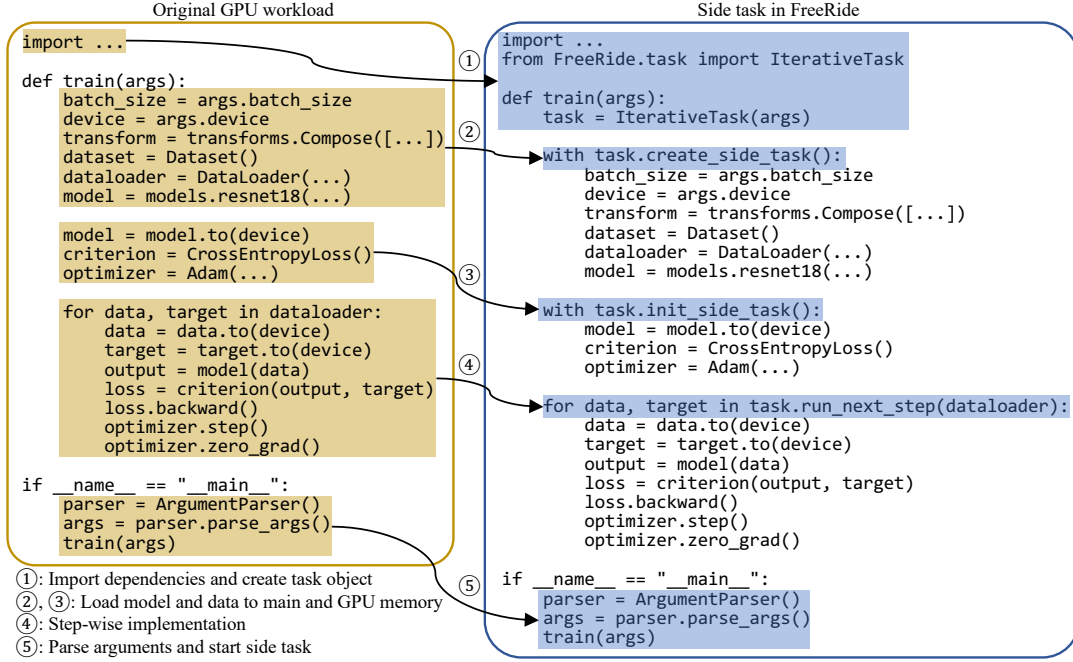 Original GPU workload
import ...
def train(args):
    batch_size = args.batch_size
    device = args.device
    transform = transforms.Compose([...])
    dataset = Dataset()
    dataloader = DataLoader(...)
    model = models.resnet18(...)
    model = model.to(device)
    criterion = CrossEntropyLoss()
    optimizer = Adam(...)
    for data, target in dataloader:
        data = data.to(device)
        target = target.to(device)
        output = model(data)
        loss = criterion(output, target)
        loss.backward()
        optimizer.step()
        optimizer.zero_grad()
if __name__ == "__main__":
    parser = ArgumentParser()
    args = parser.parse_args()
    train(args)
①: Import dependencies and create task object
②, ③: Load model and data to main and GPU memory
④: Step-wise implementation
⑤: Parse arguments and start side task
①
②
③
④
⑤
Side task in FreeRide
import ...
from FreeRide.task import IterativeTask
def train(args):
    task = IterativeTask(args)
    with task.create_side_task():
        batch_size = args.batch_size
        device = args.device
        transform = transforms.Compose([...])
        dataset = Dataset()
        dataloader = DataLoader(...)
        model = models.resnet18(...)
    with task.init_side_task():
        model = model.to(device)
        criterion = CrossEntropyLoss()
        optimizer = Adam(...)
    for data, target in task.run_next_step(dataloader):
        data = data.to(device)
        target = target.to(device)
        output = model(data)
        loss = criterion(output, target)
        loss.backward()
        optimizer.step()
        optimizer.zero_grad()
if __name__ == "__main__":
    parser = ArgumentParser()
    args = parser.parse_args()
    train(args)